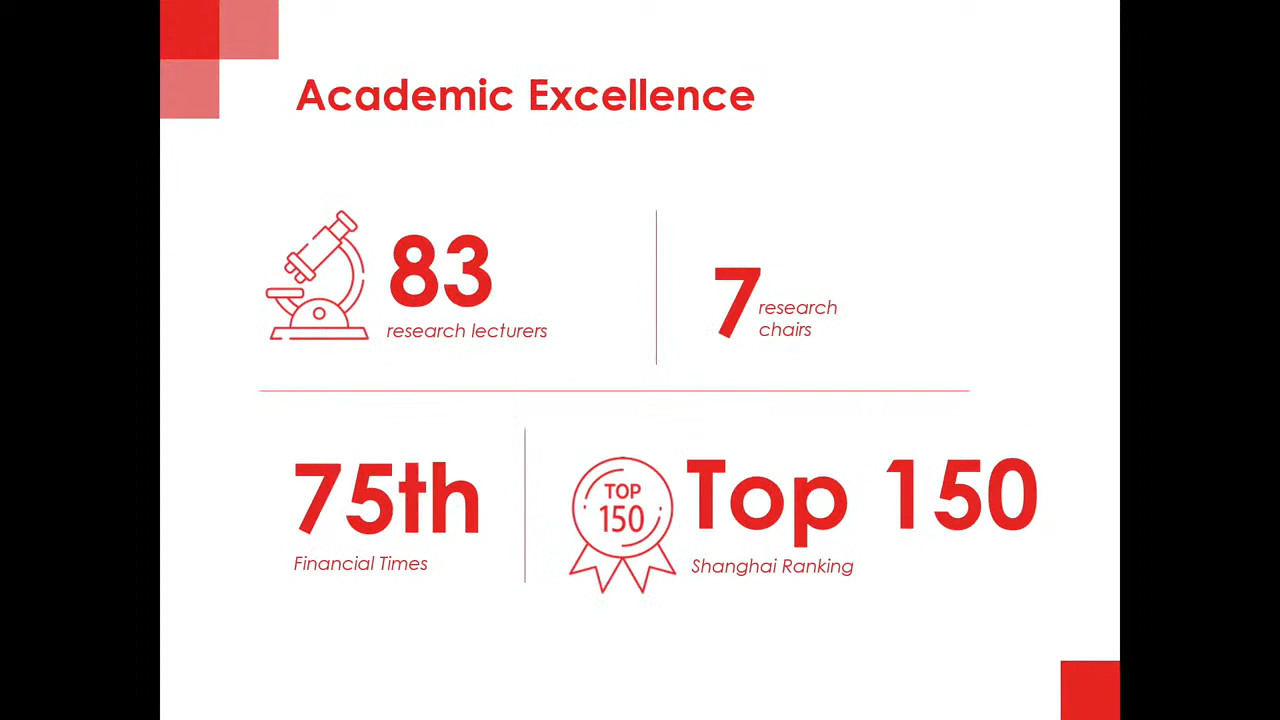 Academic Excellence
83
research lecturers
7
research
chairs
75th
Financial Times
TOP
150
Top 150
Shanghai Ranking